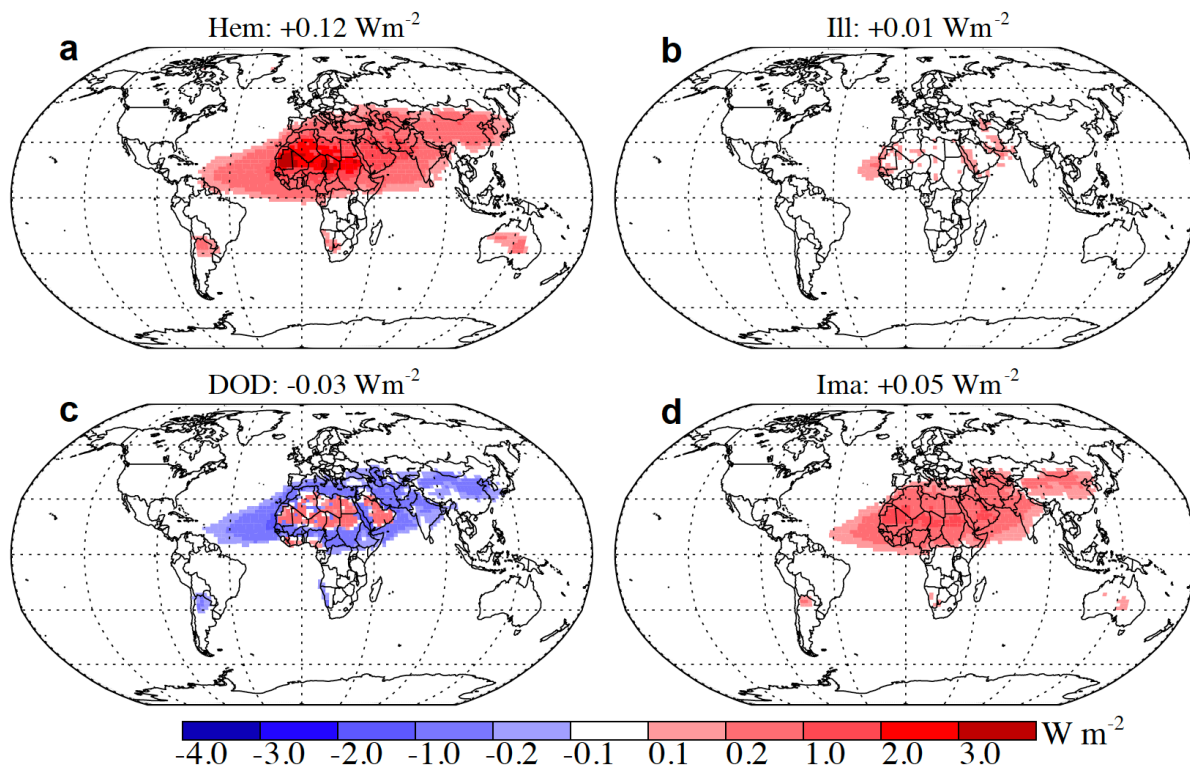 a Hem: +0.12 Wm-2
b Ill: +0.01 Wm-2
c DOD: -0.03 Wm-2
d Ima: +0.05 Wm-2
-4.0 -3.0 -2.0 -1.0 -0.2 -0.1 0.1 0.2 1.0 2.0 3.0 W m-2